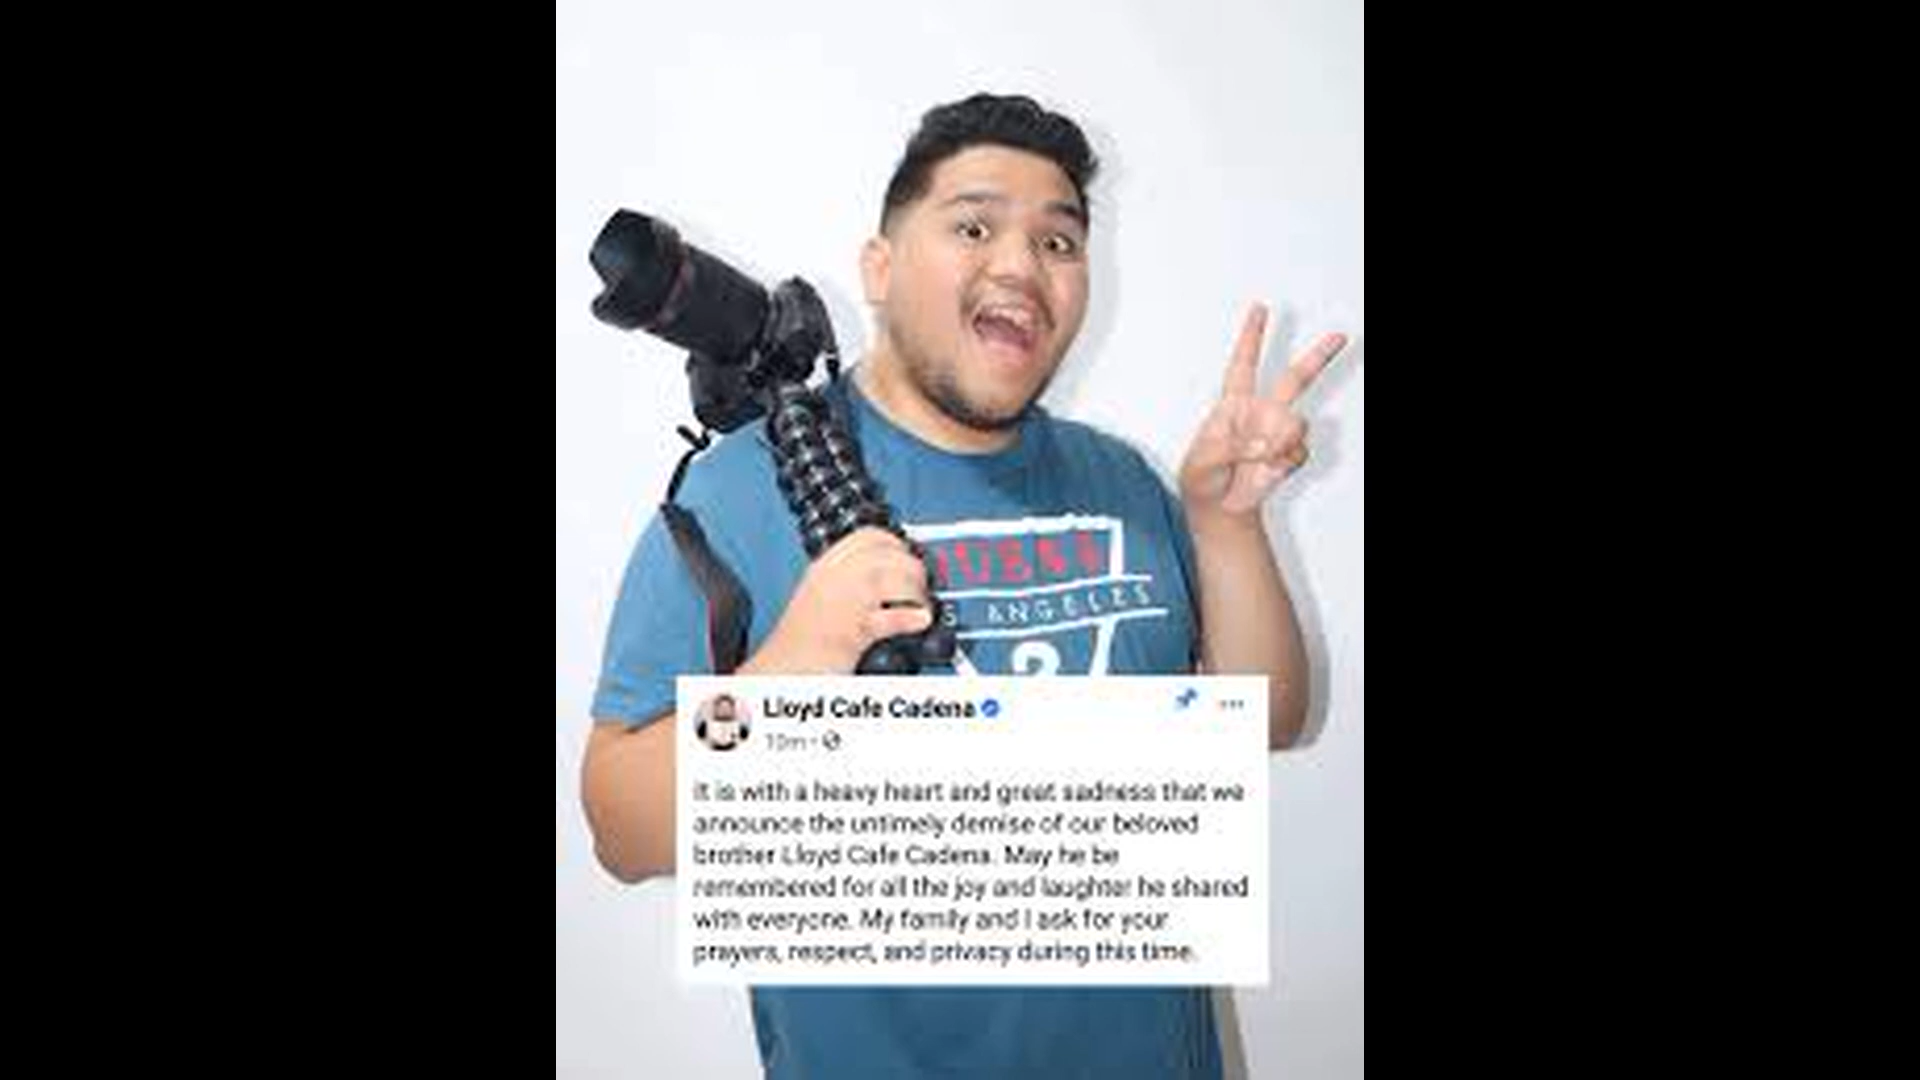 GUESS
S ANGELES
Lloyd Cafe Cadena
10m
It is with a heavy heart and great sadness that we
announce the untimely demise of our beloved
brother Lloyd Cafe Cadena. May he be
remembered for all the joy and laughter he shared
with everyone. My family and I ask for your
prayers, respect, and privacy during this time.